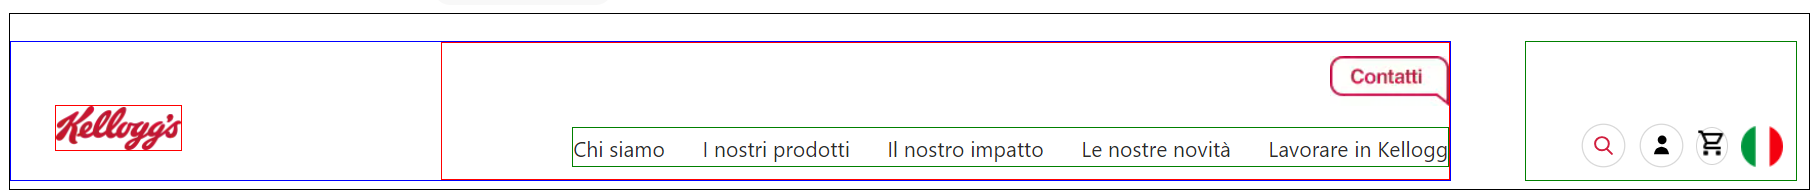 Contatti
Kellogg's
Chi siamo I nostri prodotti Il nostro impatto Le nostre novità Lavorare in Kellogg